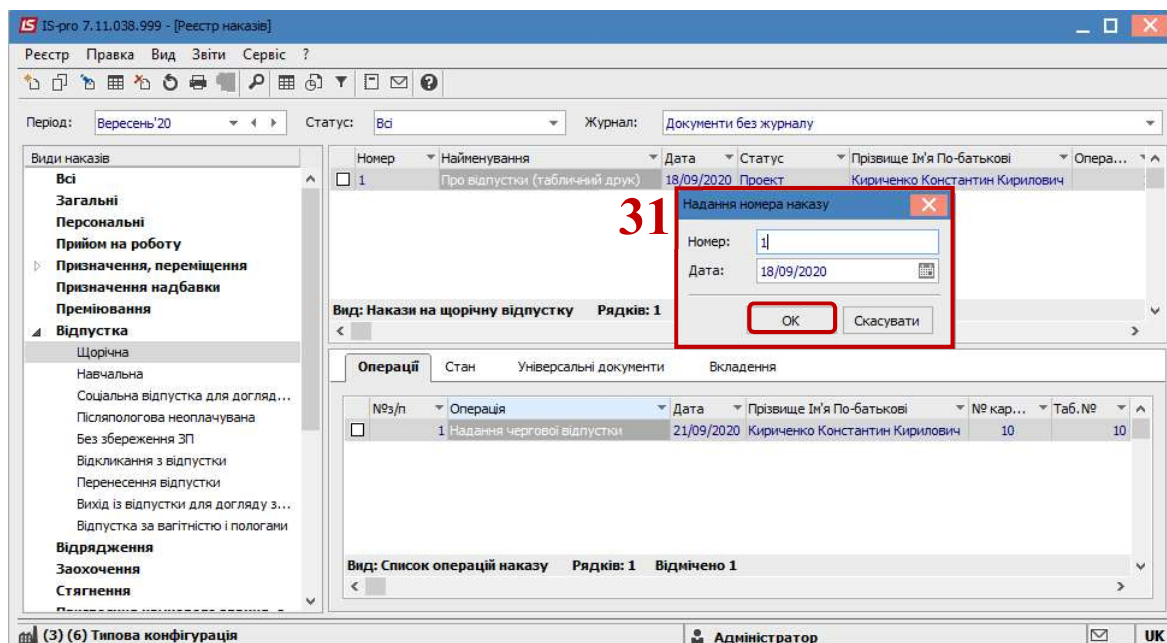 IS-pro 7.11.038.999 - [Реєстр наказів]
Реєстр Правка Вид Звіти Сервіс ?
Період: Вересень'20 Статус: Всі Журнал: Документи без журналу
Види наказів
Всі
Загальні
Персональні
Прийом на роботу
Призначення, переміщення
Призначення надбавки
Преміювання
Відпустка
Щорічна
Навчальна
Соціальна відпустка для догляд...
Післяпологова неоплачувана
Без збереження ЗП
Відкликання з відпустки
Перенесення відпустки
Вихід із відпустки для догляду з...
Відпустка за вагітністю і пологами
Відрядження
Заохочення
Стягнення
Номер Найменування Дата Статус Прізвище Ім'я По-батькові Опера...
1 Про відпустки (табличний друк) 18/09/2020 Проект Кириченко Константин Кирилович
31
Надання номера наказу
Номер: 1
Дата: 18/09/2020
OK Скасувати
Вид: Накази на щорічну відпустку Рядків: 1
Операції Стан Універсальні документи Вкладення
№з/п Операція Дата Прізвище Ім'я По-батькові № кар... Таб.№
1 Надання чергової відпустки 21/09/2020 Кириченко Константин Кирилович 10 10
Вид: Список операцій наказу Рядків: 1 Відмічено 1
(3) (6) Типова конфігурація Адміністратор UK